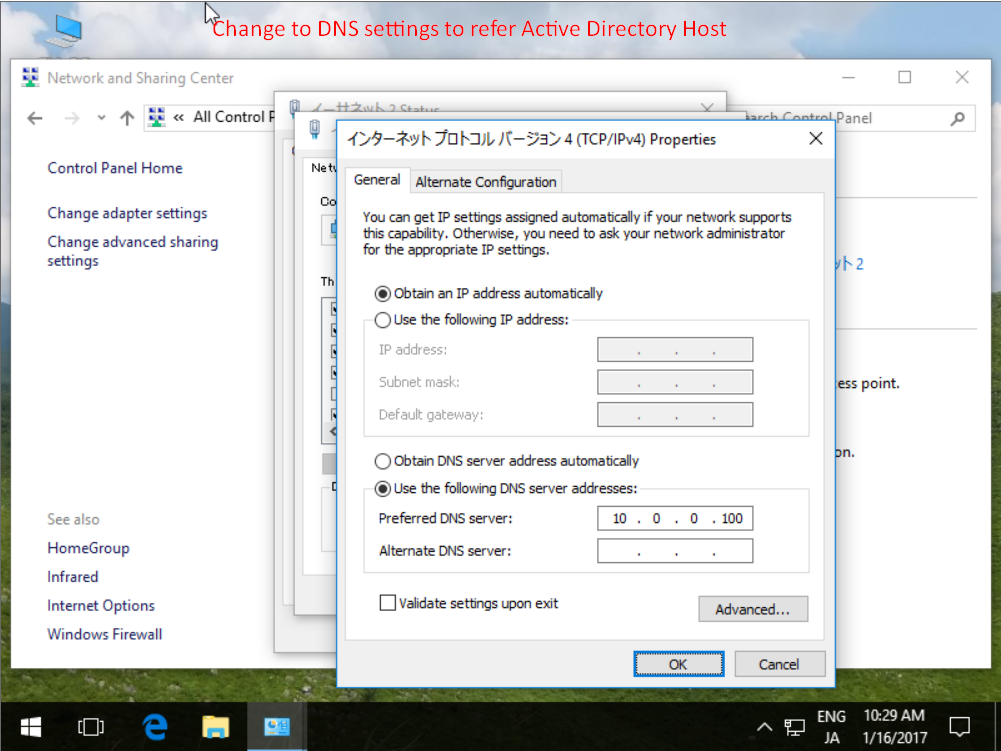 Change to DNS settings to refer Active Directory Host
Network and Sharing Center
« All Control P
Control Panel
Control Panel Home
Change adapter settings
Change advanced sharing
settings
See also
HomeGroup
Infrared
Internet Options
Windows Firewall
イーサネット 2 Status
インターネット プロトコル バージョン 4 (TCP/IPv4) Properties
General
Alternate Configuration
You can get IP settings assigned automatically if your network supports
this capability. Otherwise, you need to ask your network administrator
for the appropriate IP settings.
Obtain an IP address automatically
Use the following IP address:
IP address: . . .
Subnet mask: . . .
Default gateway: . . .
Obtain DNS server address automatically
Use the following DNS server addresses:
Preferred DNS server: 10 . 0 . 0 . 100
Alternate DNS server: . . .
Validate settings upon exit
Advanced...
OK
Cancel
ット 2
ess point.
on.
ENG
JA
10:29 AM
1/16/2017